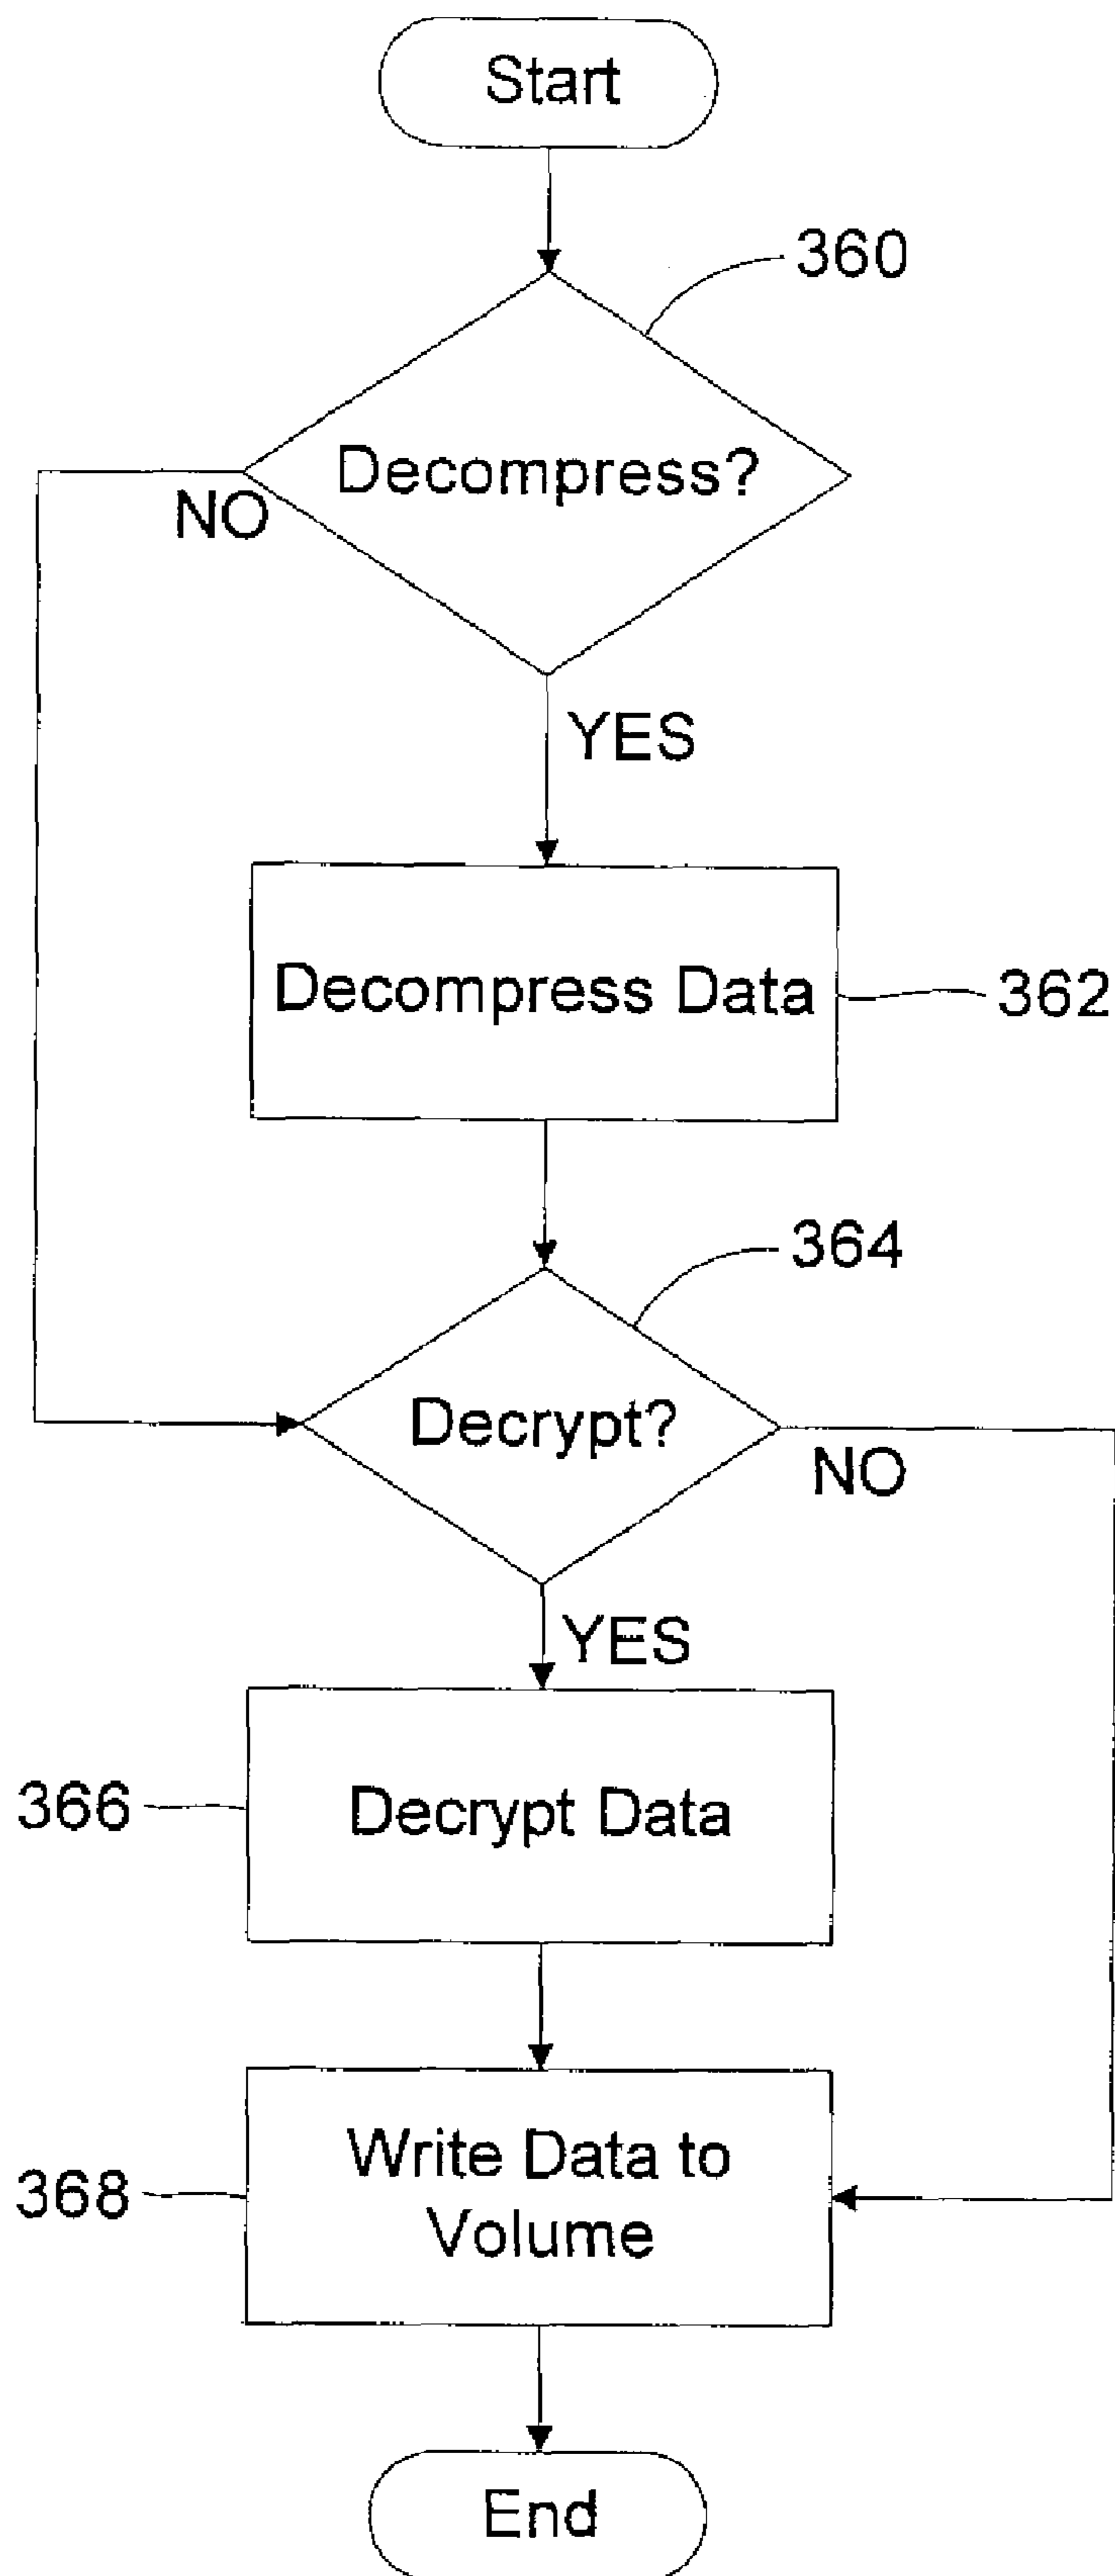 Start
360
Decompress?
NO
YES
Decompress Data
362
364
Decrypt?
NO
YES
366
Decrypt Data
Write Data to
368
Volume
End